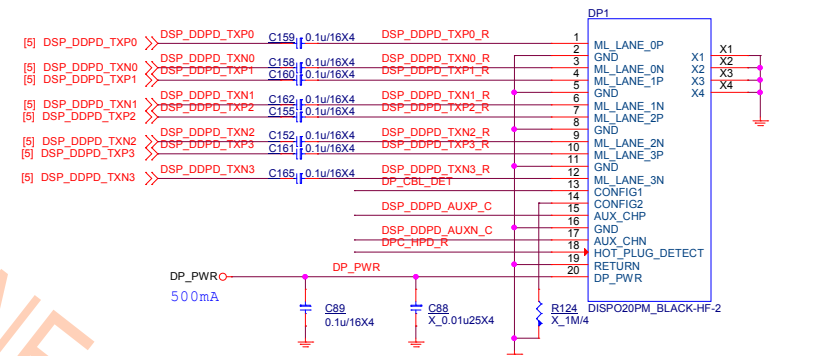 DP1
[5] DSP_DDPD_TXP0 DSP_DDPD_TXP0 C159 0.1u/16X4 DSP_DDPD_TXP0_R 1 ML_LANE_0P
2 GND X1 X1
[5] DSP_DDPD_TXN0 DSP_DDPD_TXN0 C158 0.1u/16X4 DSP_DDPD_TXN0_R 3 ML_LANE_0N X2 X2
[5] DSP_DDPD_TXP1 DSP_DDPD_TXP1 C160 0.1u/16X4 DSP_DDPD_TXP1_R 4 ML_LANE_1P X3 X3
5 GND X4 X4
[5] DSP_DDPD_TXN1 DSP_DDPD_TXN1 C162 0.1u/16X4 DSP_DDPD_TXN1_R 6 ML_LANE_1N
[5] DSP_DDPD_TXP2 DSP_DDPD_TXP2 C155 0.1u/16X4 DSP_DDPD_TXP2_R 7 ML_LANE_2P
8 GND
[5] DSP_DDPD_TXN2 DSP_DDPD_TXN2 C152 0.1u/16X4 DSP_DDPD_TXN2_R 9 ML_LANE_2N
[5] DSP_DDPD_TXP3 DSP_DDPD_TXP3 C161 0.1u/16X4 DSP_DDPD_TXP3_R 10 ML_LANE_3P
11 GND
[5] DSP_DDPD_TXN3 DSP_DDPD_TXN3 C165 0.1u/16X4 DSP_DDPD_TXN3_R 12 ML_LANE_3N
DP_CBL_DET 13 CONFIG1
14 CONFIG2
DSP_DDPD_AUXP_C 15 AUX_CHP
16 GND
DSP_DDPD_AUXN_C 17 AUX_CHN
DPC_HPD_R 18 HOT_PLUG_DETECT
19 RETURN
DP_PWR DP_PWR 20 DP_PWR
500mA
C89 C88 R124 DISPO20PM_BLACK-HF-2
0.1u/16X4 X_0.01u25X4 X_1M/4
NE